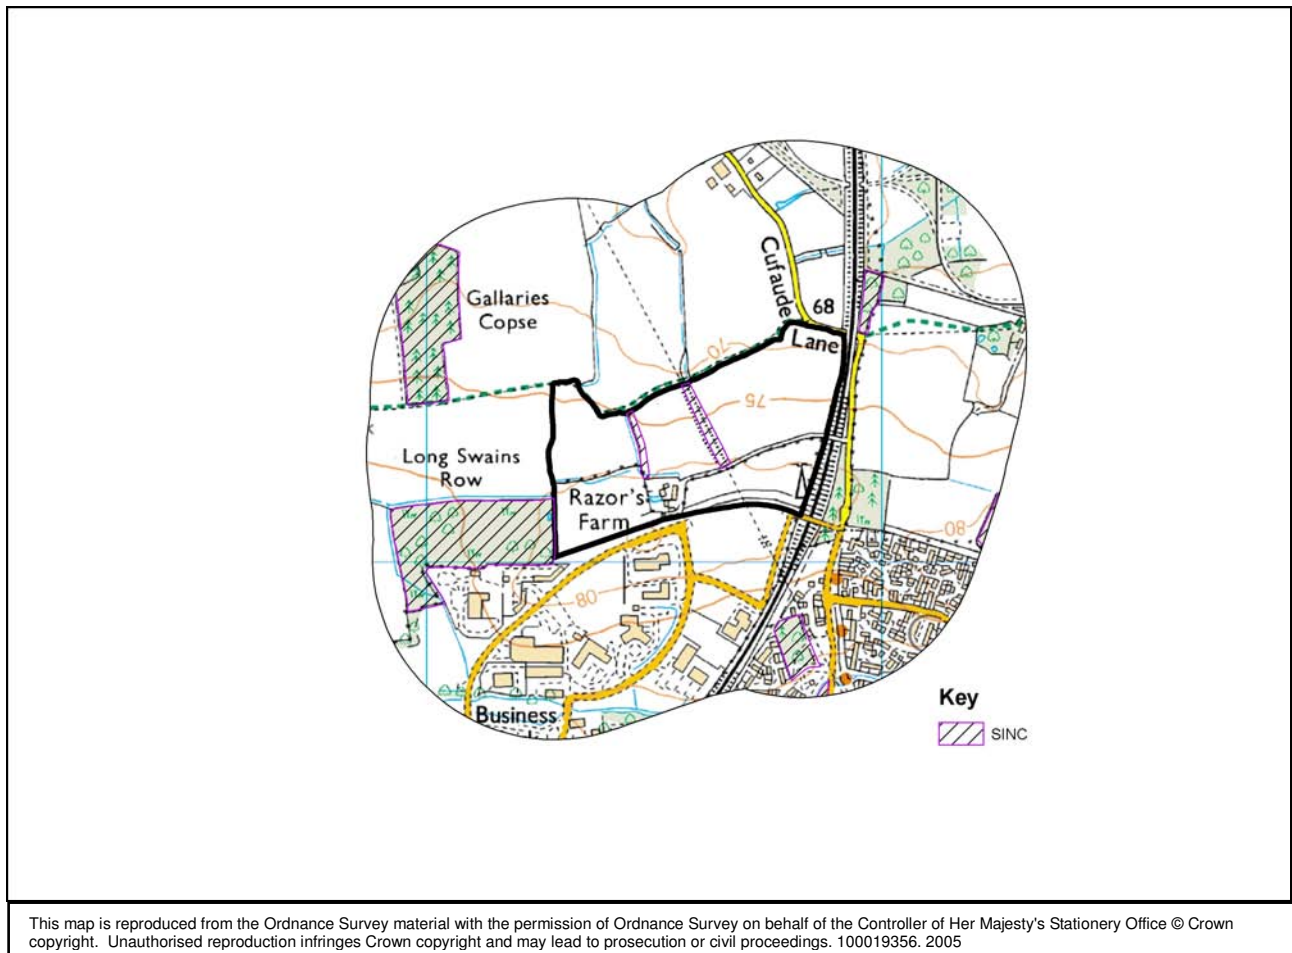 Gallaries
Copse
Cufaude
68
Lane
70
75
Long Swains
Row
Razor's
Farm
80
80
Business
Key
SINC
This map is reproduced from the Ordnance Survey material with the permission of Ordnance Survey on behalf of the Controller of Her Majesty's Stationery Office © Crown
copyright. Unauthorised reproduction infringes Crown copyright and may lead to prosecution or civil proceedings. 100019356. 2005